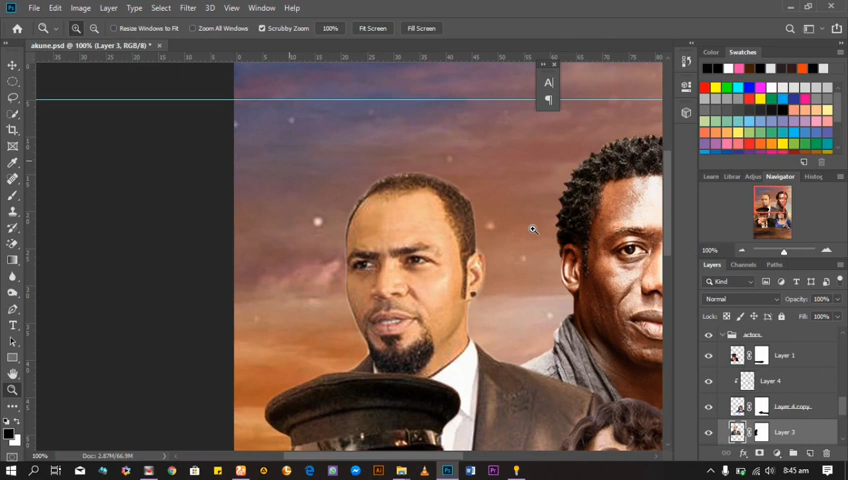 File Edit Image Layer Type Select Filter 3D View Window Help
Resize Windows to Fit Zoom All Windows Scrubby Zoom 100% Fit Screen Fill Screen
akune.psd @ 100% (Layer 3, RGB/8) *
Color Swatches
A
¶
Learn Librar Adjus Navigator Histog
100%
Layers Channels Paths
Kind
Normal Opacity: 100%
Lock: Fill: 100%
actors
Layer 1
Layer 4
Layer 4 copy
Layer 3
100% Doc: 2.87M/66.9M
8:45 am